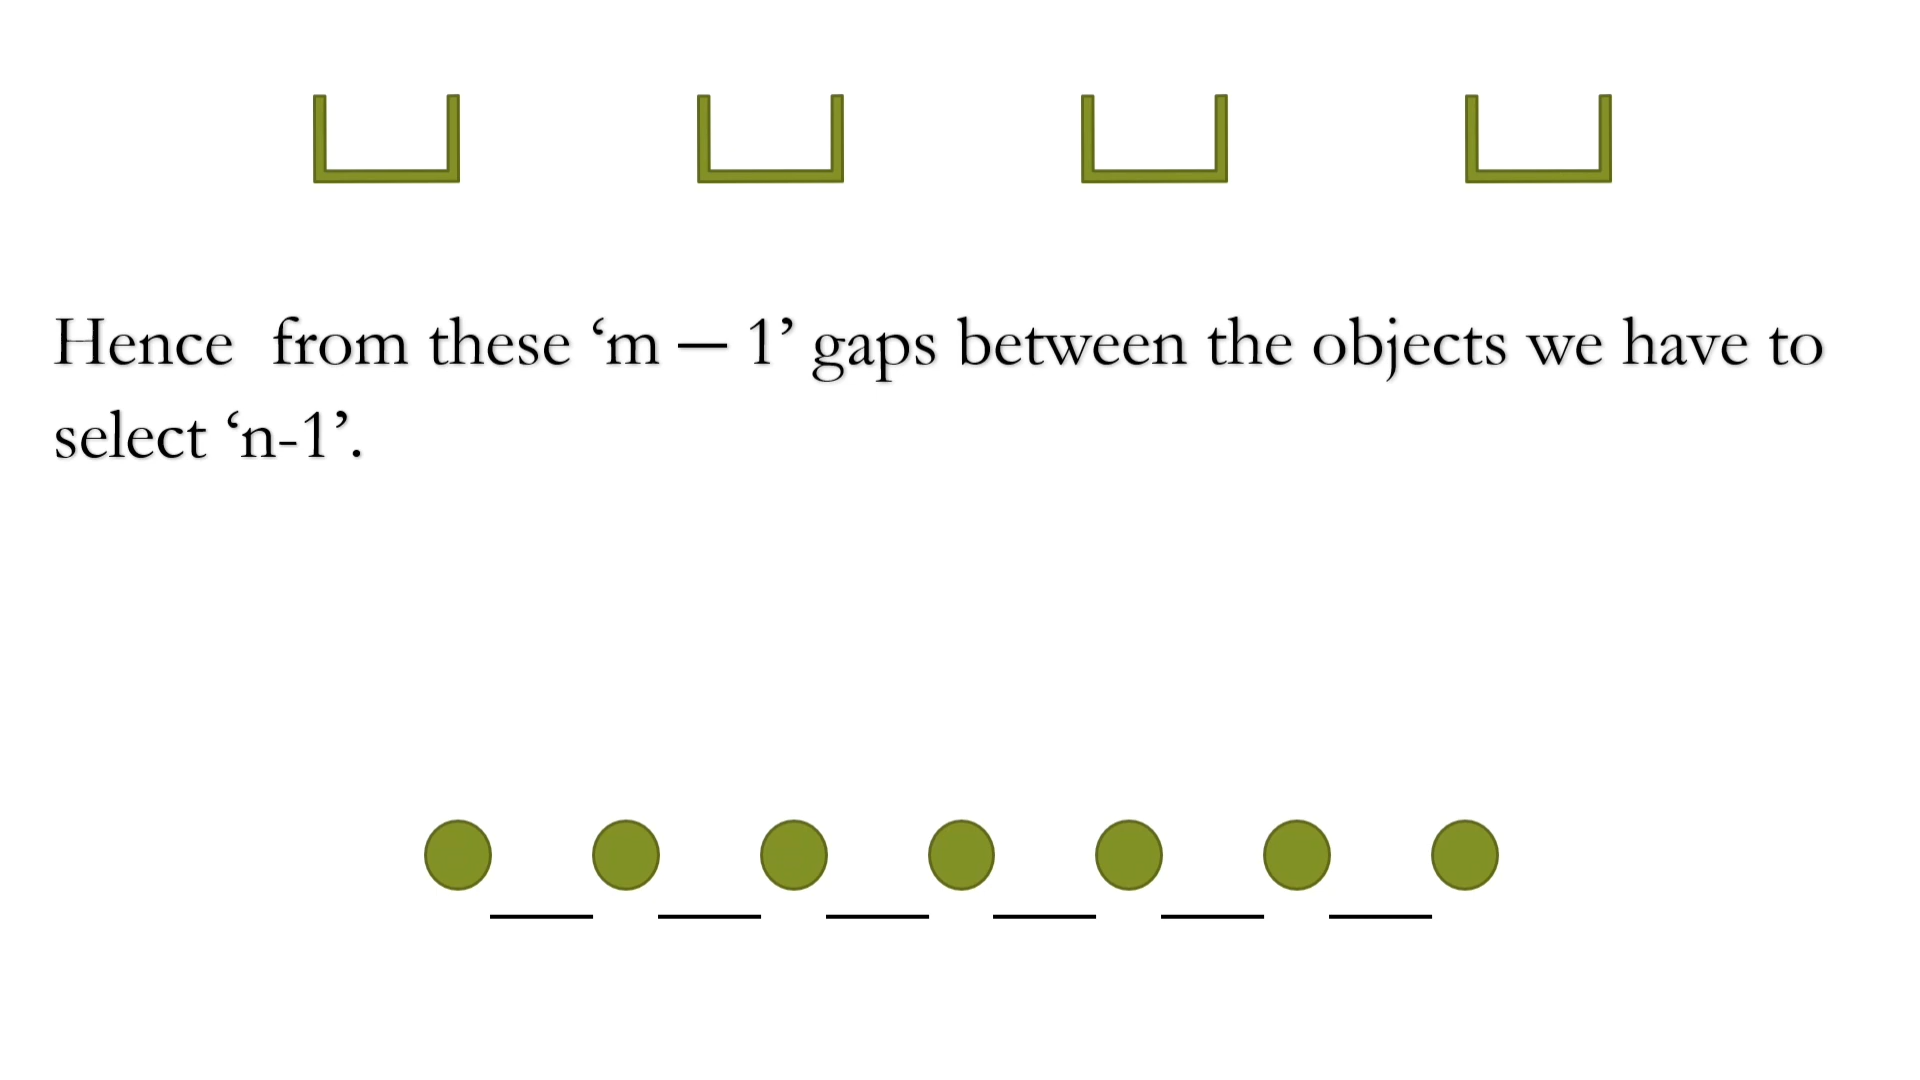 Hence from these ‘m – 1’ gaps between the objects we have to
select ‘n-1’.